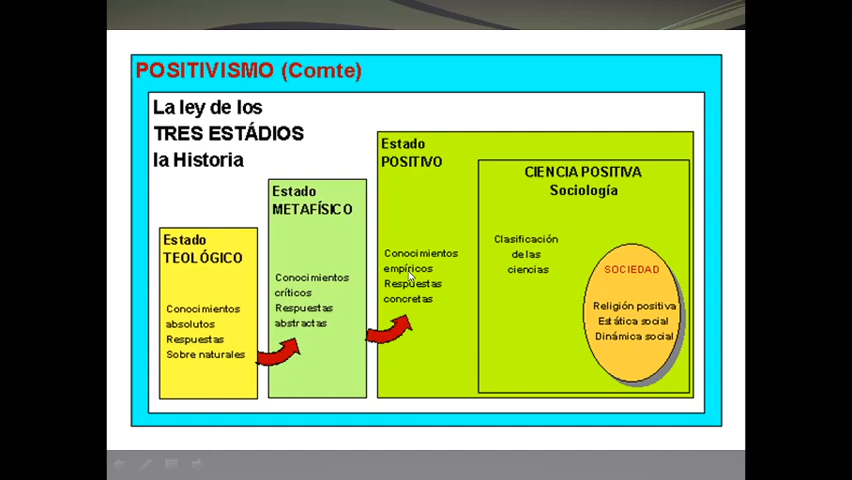 POSITIVISMO (Comte)
La ley de los
TRES ESTÁDIOS
la Historia
Estado
TEOLÓGICO
Conocimientos
absolutos
Respuestas
Sobre naturales
Estado
METAFÍSICO
Conocimientos
críticos
Respuestas
abstractas
Estado
POSITIVO
Conocimientos
empíricos
Respuestas
concretas
CIENCIA POSITIVA
Sociología
Clasificación
de las
ciencias
SOCIEDAD
Religión positiva
Estática social
Dinámica social